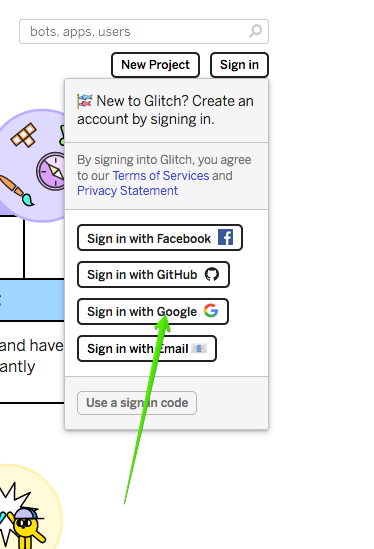 bots, apps, users
New Project Sign in
New to Glitch? Create an
account by signing in.
By signing into Glitch, you agree
to our Terms of Services and
Privacy Statement
Sign in with Facebook
Sign in with GitHub
Sign in with Google
Sign in with Email
and have
antly
Use a sign in code